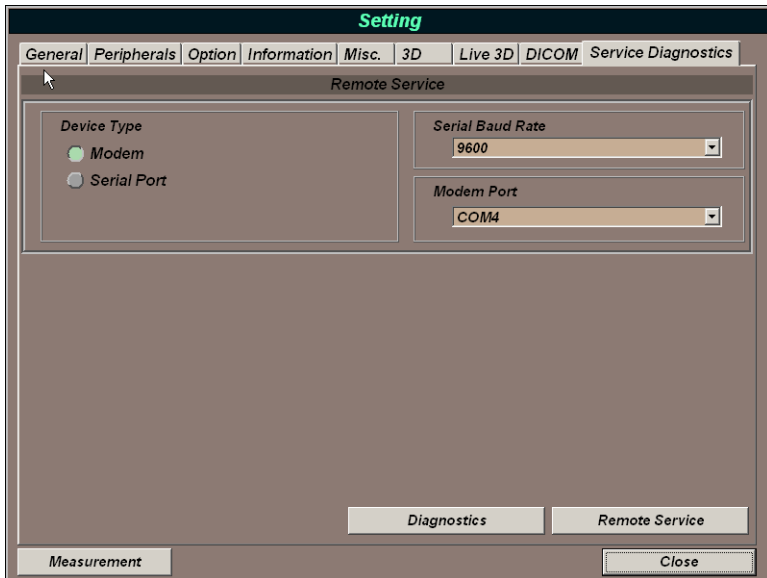 Setting
General Peripherals Option Information Misc. 3D Live 3D DICOM Service Diagnostics
Remote Service
Device Type
Modem
Serial Port
Serial Baud Rate
9600
Modem Port
COM4
Diagnostics Remote Service
Measurement Close